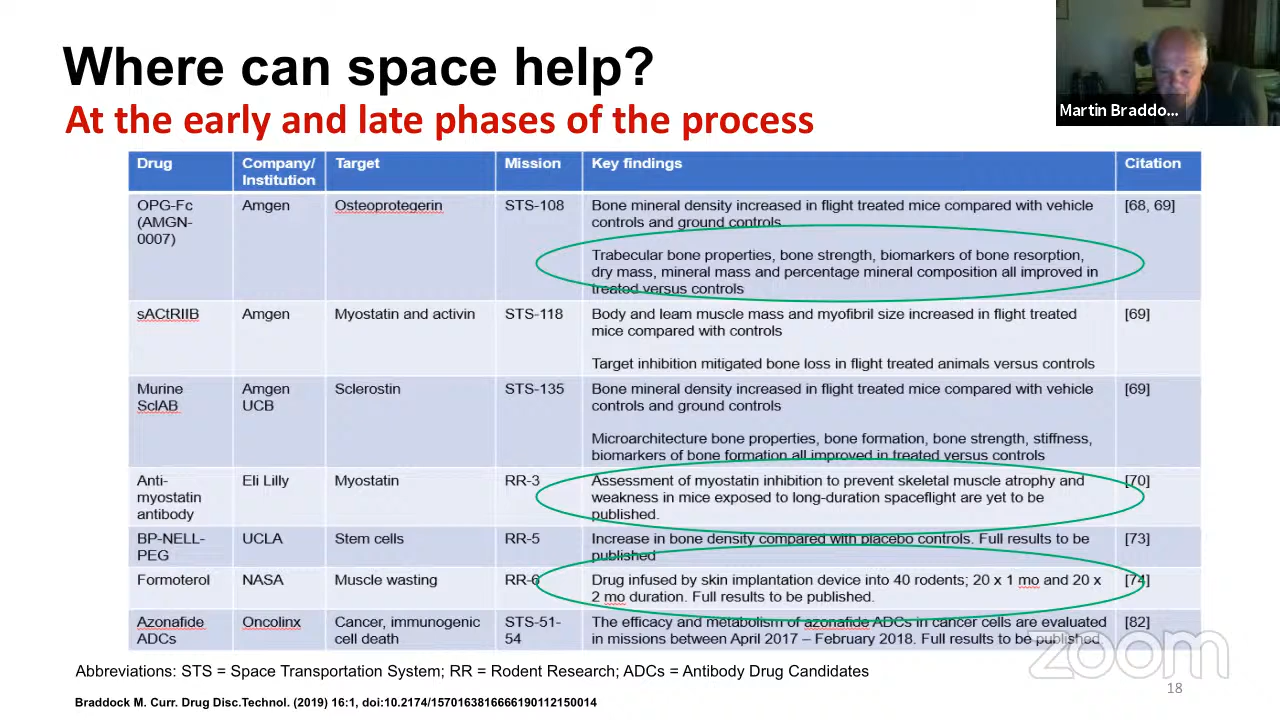 Where can space help?
At the early and late phases of the process
Martin Braddo...
Drug
Company/
Institution
Target
Mission
Key findings
Citation
OPG-Fc
(AMGN-
0007)
Amgen
Osteoprotegerin
STS-108
Bone mineral density increased in flight treated mice compared with vehicle
controls and ground controls
Trabecular bone properties, bone strength, biomarkers of bone resorption,
dry mass, mineral mass and percentage mineral composition all improved in
treated versus controls
[68, 69]
sACtRIIB
Amgen
Myostatin and activin
STS-118
Body and leam muscle mass and myofibril size increased in flight treated
mice compared with controls
Target inhibition mitigated bone loss in flight treated animals versus controls
[69]
Murine
SclAB
Amgen
UCB
Sclerostin
STS-135
Bone mineral density increased in flight treated mice compared with vehicle
controls and ground controls
Microarchitecture bone properties, bone formation, bone strength, stiffness,
biomarkers of bone formation all improved in treated versus controls
[69]
Anti-
myostatin
antibody
Eli Lilly
Myostatin
RR-3
Assessment of myostatin inhibition to prevent skeletal muscle atrophy and
weakness in mice exposed to long-duration spaceflight are yet to be
published.
[70]
BP-NELL-
PEG
UCLA
Stem cells
RR-5
Increase in bone density compared with placebo controls. Full results to be
published
[73]
Formoterol
NASA
Muscle wasting
RR-6
Drug infused by skin implantation device into 40 rodents; 20 x 1 mo and 20 x
2 mo duration. Full results to be published.
[74]
Azonafide
ADCs
Oncolinx
Cancer, immunogenic
cell death
STS-51-
54
The efficacy and metabolism of azonafide ADCs in cancer cells are evaluated
in missions between April 2017 – February 2018. Full results to be published.
[82]
zoom
Abbreviations: STS = Space Transportation System; RR = Rodent Research; ADCs = Antibody Drug Candidates
18
Braddock M. Curr. Drug Disc.Technol. (2019) 16:1, doi:10.2174/1570163816666190112150014